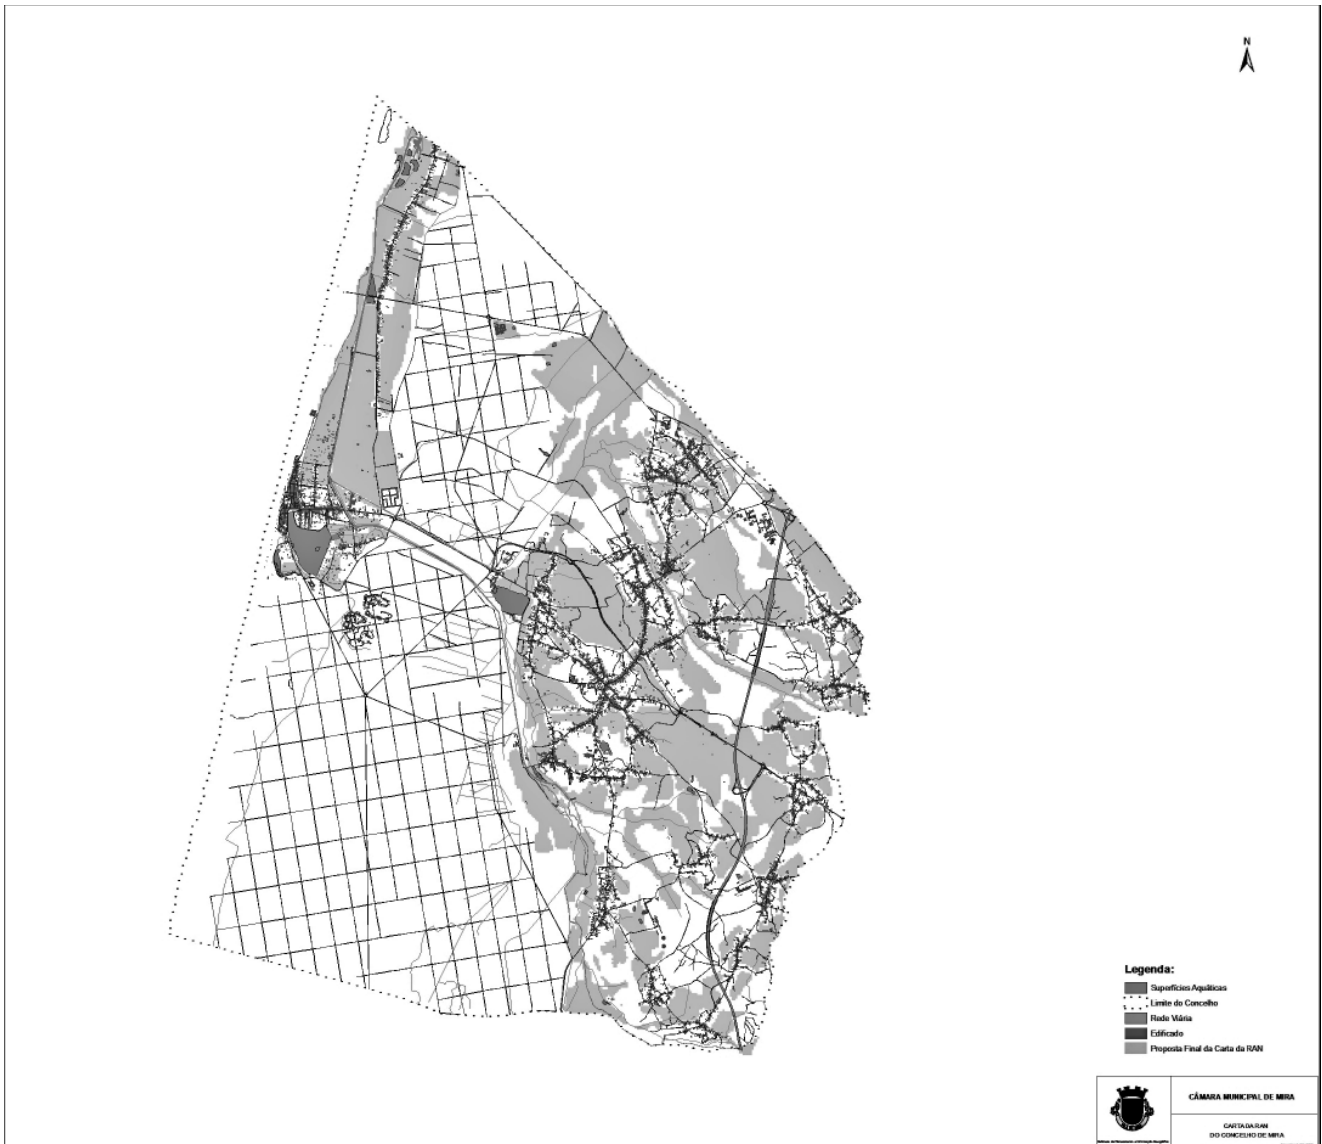 N
Legenda:
Superfícies Aquáticas
Limite do Concelho
Rede Viária
Edificado
Proposta Final da Carta da RAN
CÂMARA MUNICIPAL DE MIRA
CARTA DA RAN
DO CONCELHO DE MIRA